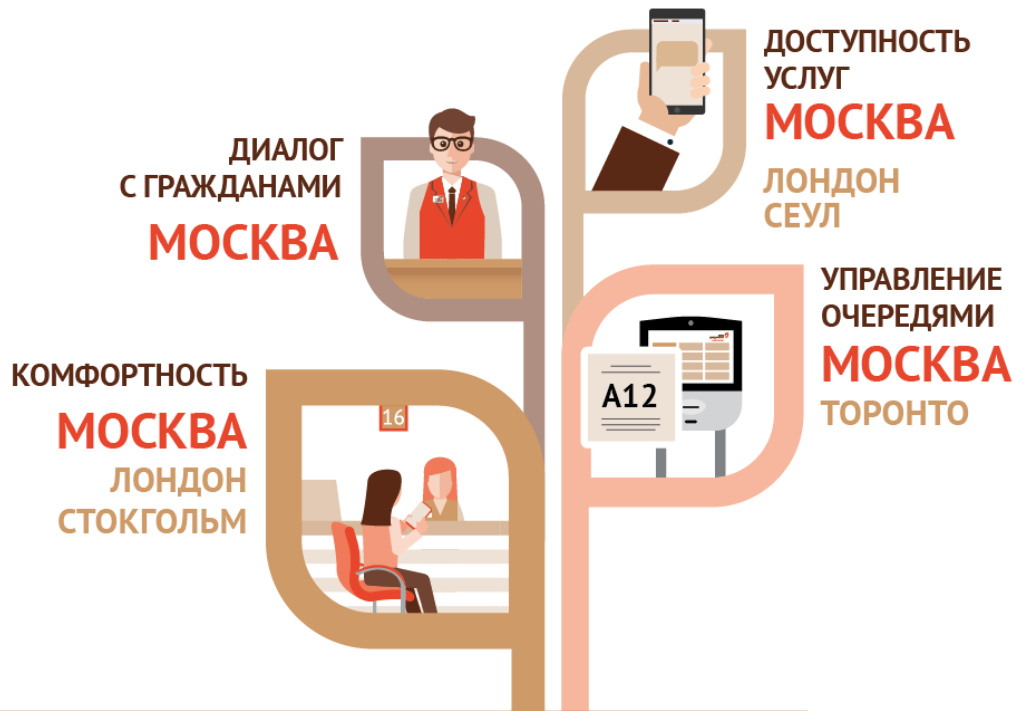 ДОСТУПНОСТЬ
УСЛУГ
МОСКВА
ЛОНДОН
СЕУЛ
ДИАЛОГ
С ГРАЖДАНАМИ
МОСКВА
УПРАВЛЕНИЕ
ОЧЕРЕДЯМИ
МОСКВА
ТОРОНТО
A12
КОМФОРТНОСТЬ
МОСКВА
ЛОНДОН
СТОКГОЛЬМ
16